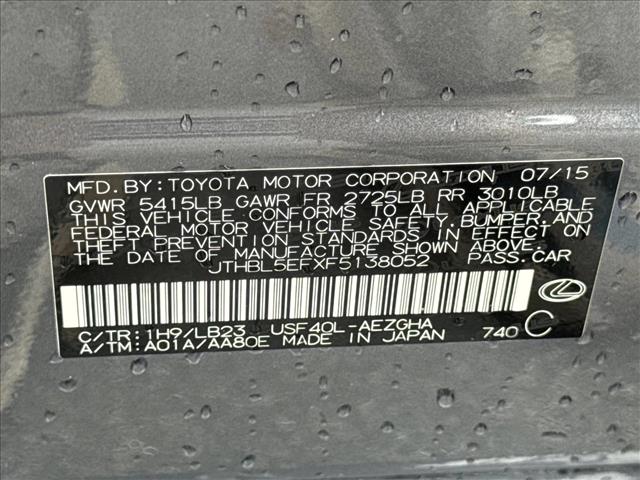 MFD.BY:TOYOTA MOTOR CORPORATION 07/15
GVWR 5415LB GAWR FR 2725LB RR 3010LB
THIS VEHICLE CONFORMS TO ALL APPLICABLE
FEDERAL MOTOR VEHICLE SAFETY,BUMPER,AND
THEFT PREVENTION STANDARDS IN EFFECT ON
THE DATE OF MANUFACTURE SHOWN ABOVE.
JTHBL5EFXF5138052 PASS.CAR
C/TR:1H9/LB23 USF40L-AEZGHA
A/TM:A01A/AA80E MADE IN JAPAN 740 C